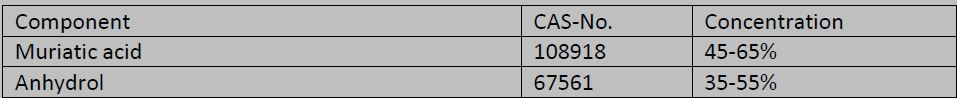 Component CAS-No. Concentration
Muriatic acid 108918 45-65%
Anhydrol 67561 35-55%